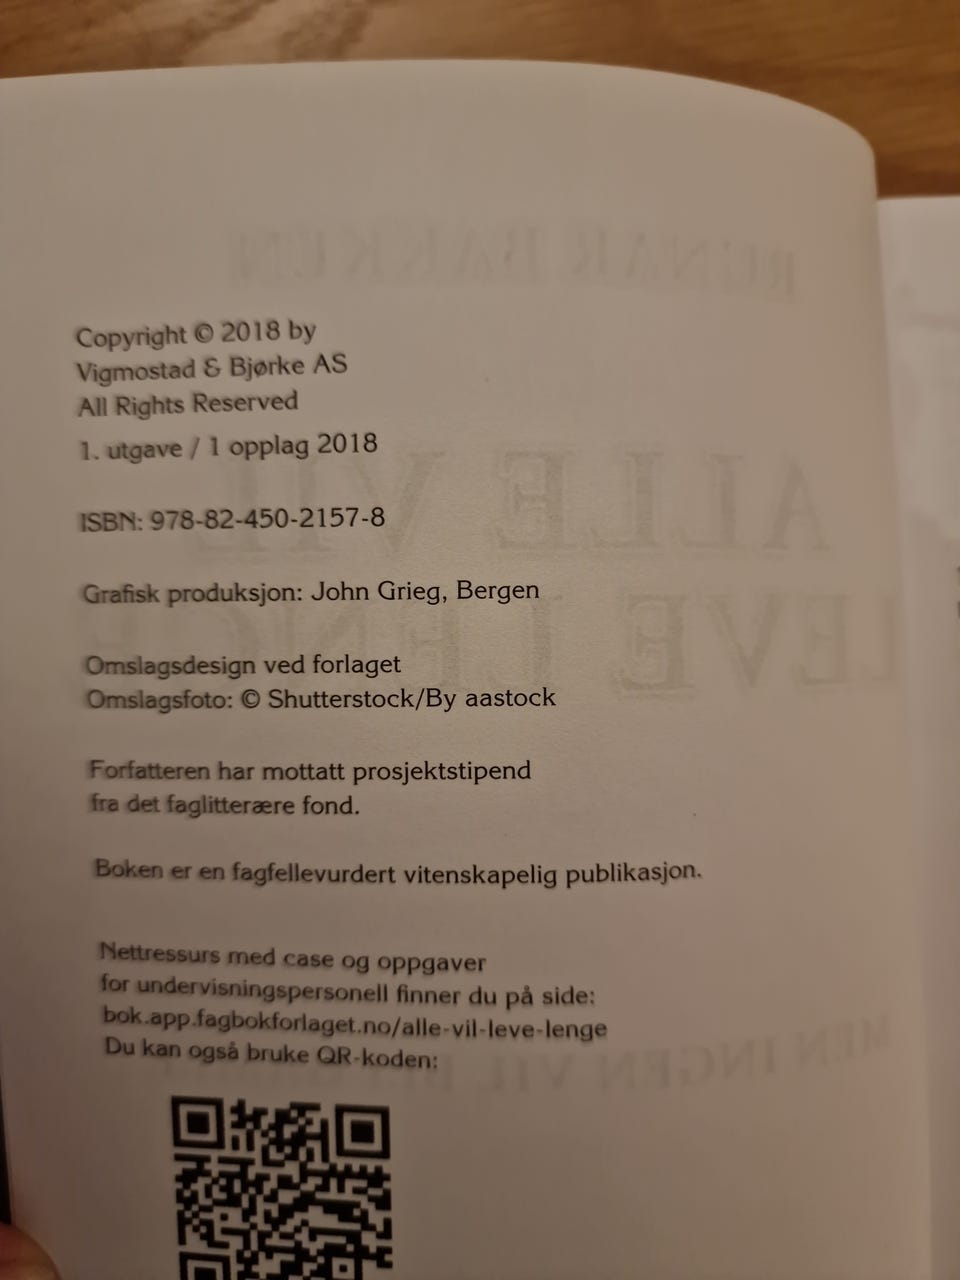 Copyright © 2018 by
Vigmostad & Bjørke AS
All Rights Reserved
1. utgave / 1 opplag 2018
ISBN: 978-82-450-2157-8
Grafisk produksjon: John Grieg, Bergen
Omslagsdesign ved forlaget
Omslagsfoto: © Shutterstock/By aastock
Forfatteren har mottatt prosjektstipend
fra det faglitterære fond.
Boken er en fagfellevurdert vitenskapelig publikasjon.
Nettressurs med case og oppgaver
for undervisningspersonell finner du på side:
bok.app.fagbokforlaget.no/alle-vil-leve-lenge
Du kan også bruke QR-koden: